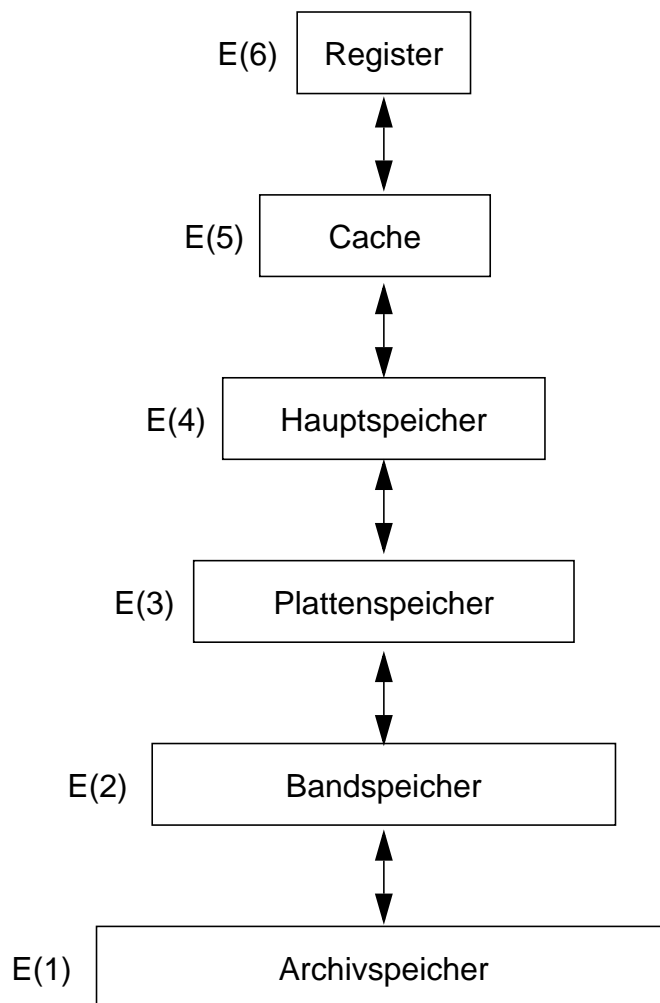 E(6) Register
E(5) Cache
E(4) Hauptspeicher
E(3) Plattenspeicher
E(2) Bandspeicher
E(1) Archivspeicher